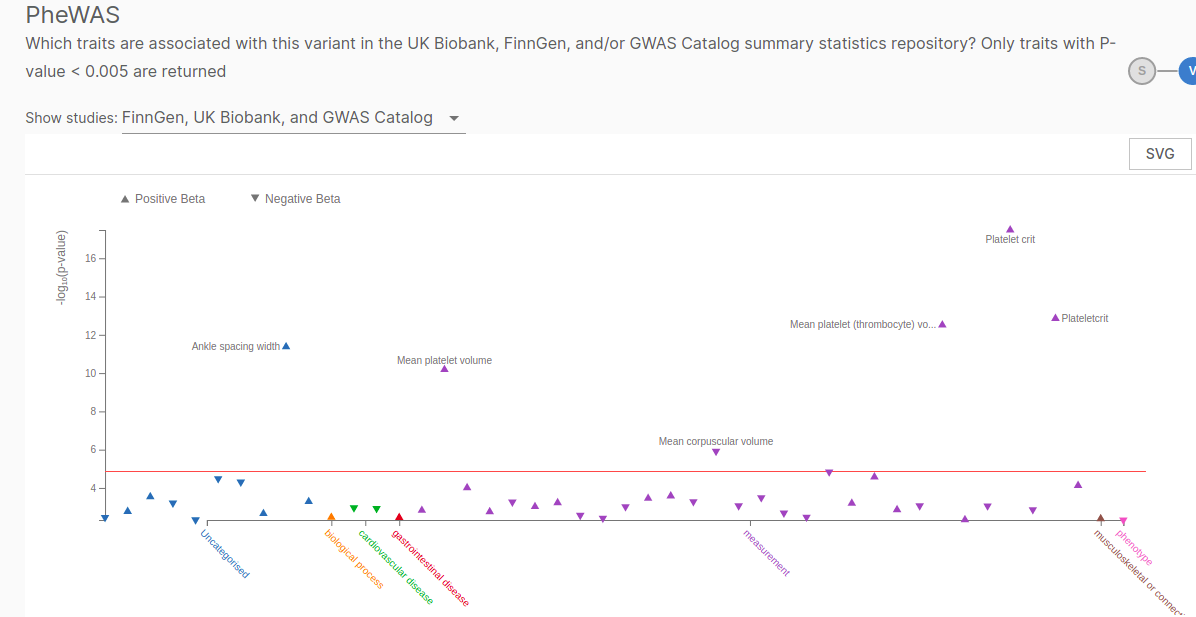 PheWAS
Which traits are associated with this variant in the UK Biobank, FinnGen, and/or GWAS Catalog summary statistics repository? Only traits with P-
value < 0.005 are returned
S
V
Show studies: FinnGen, UK Biobank, and GWAS Catalog
SVG
Positive Beta
Negative Beta
-log₁₀(p-value)
16
14
12
10
8
6
4
Platelet crit
Mean platelet (thrombocyte) vo...
Plateletcrit
Ankle spacing width
Mean platelet volume
Mean corpuscular volume
Uncategorised
biological process
cardiovascular disease
gastrointestinal disease
measurement
musculoskeletal or connect
phenotype